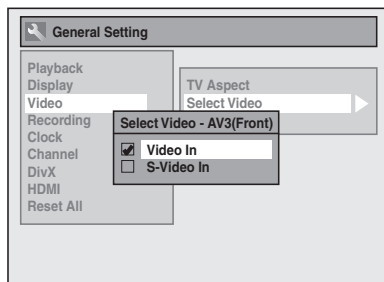 General Setting
Playback
Display
Video
Recording
Clock
Channel
DivX
HDMI
Reset All
TV Aspect
Select Video
Select Video - AV3(Front)
Video In
S-Video In